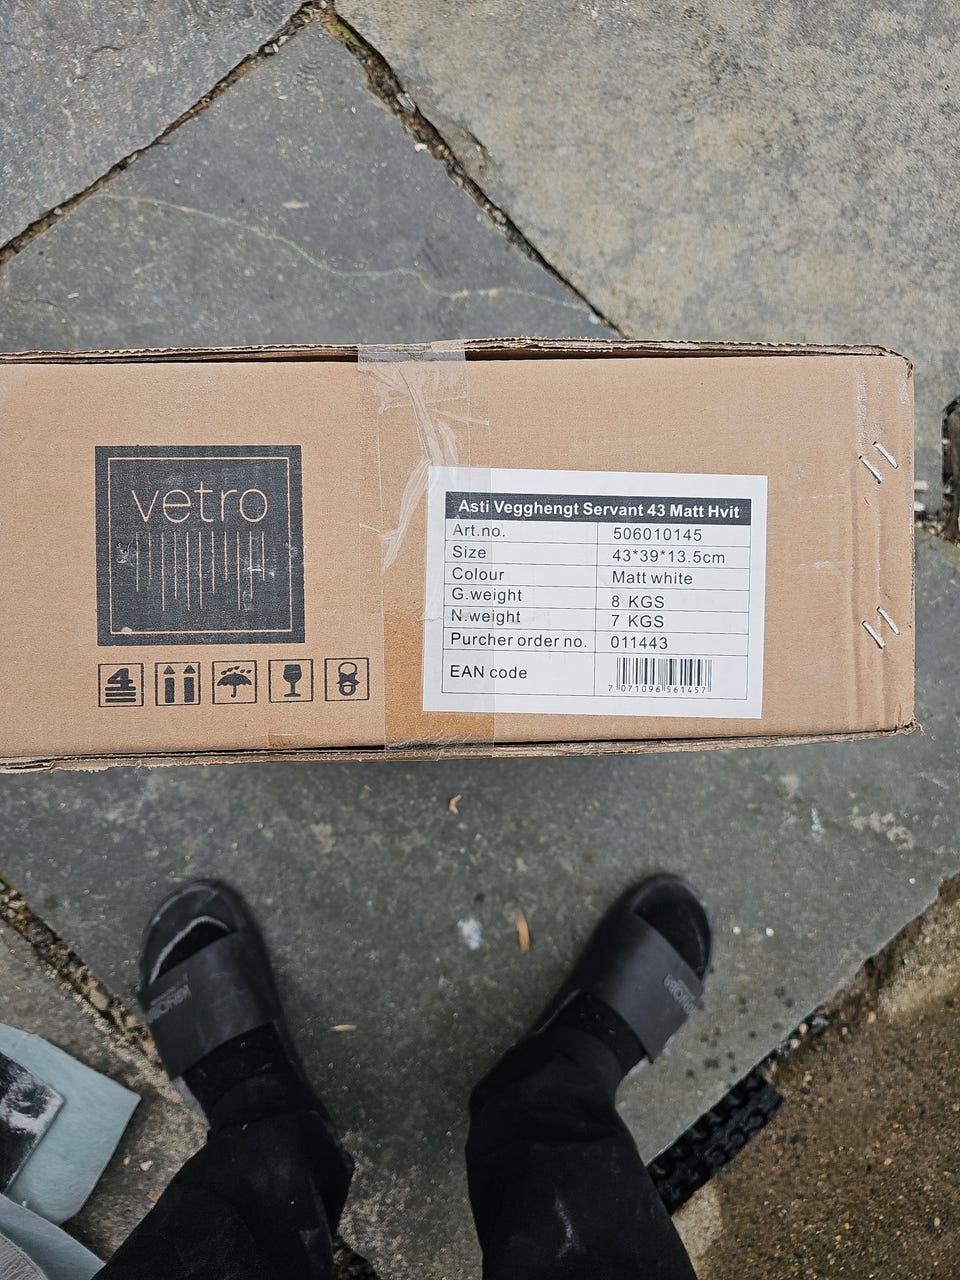 vetro
4
Asti Vegghengt Servant 43 Matt Hvit
Art.no. 506010145
Size 43*39*13.5cm
Colour Matt white
G.weight 8 KGS
N.weight 7 KGS
Purcher order no. 011443
EAN code
7 071096 561457